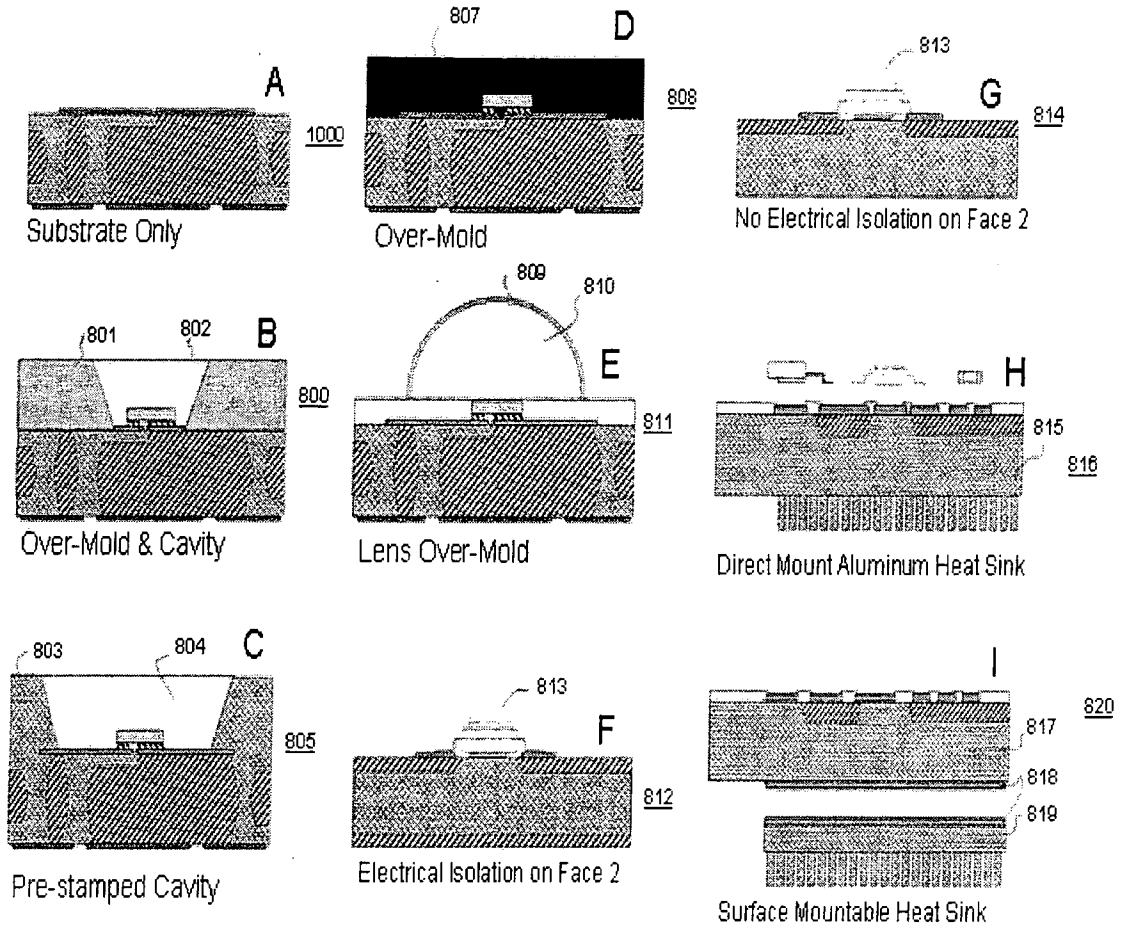 A
1000
Substrate Only
801
802
B
800
Over-Mold & Cavity
803
804
C
805
Pre-stamped Cavity
807
D
808
Over-Mold
809
810
E
811
Lens Over-Mold
813
F
812
Electrical Isolation on Face 2
813
G
814
No Electrical Isolation on Face 2
H
815
816
Direct Mount Aluminum Heat Sink
I
820
817
818
819
Surface Mountable Heat Sink